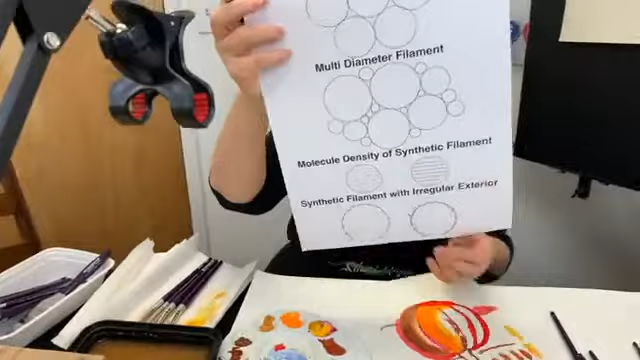 Multi Diameter Filament
Molecule Density of Synthetic Filament
Synthetic Filament with Irregular Exterior